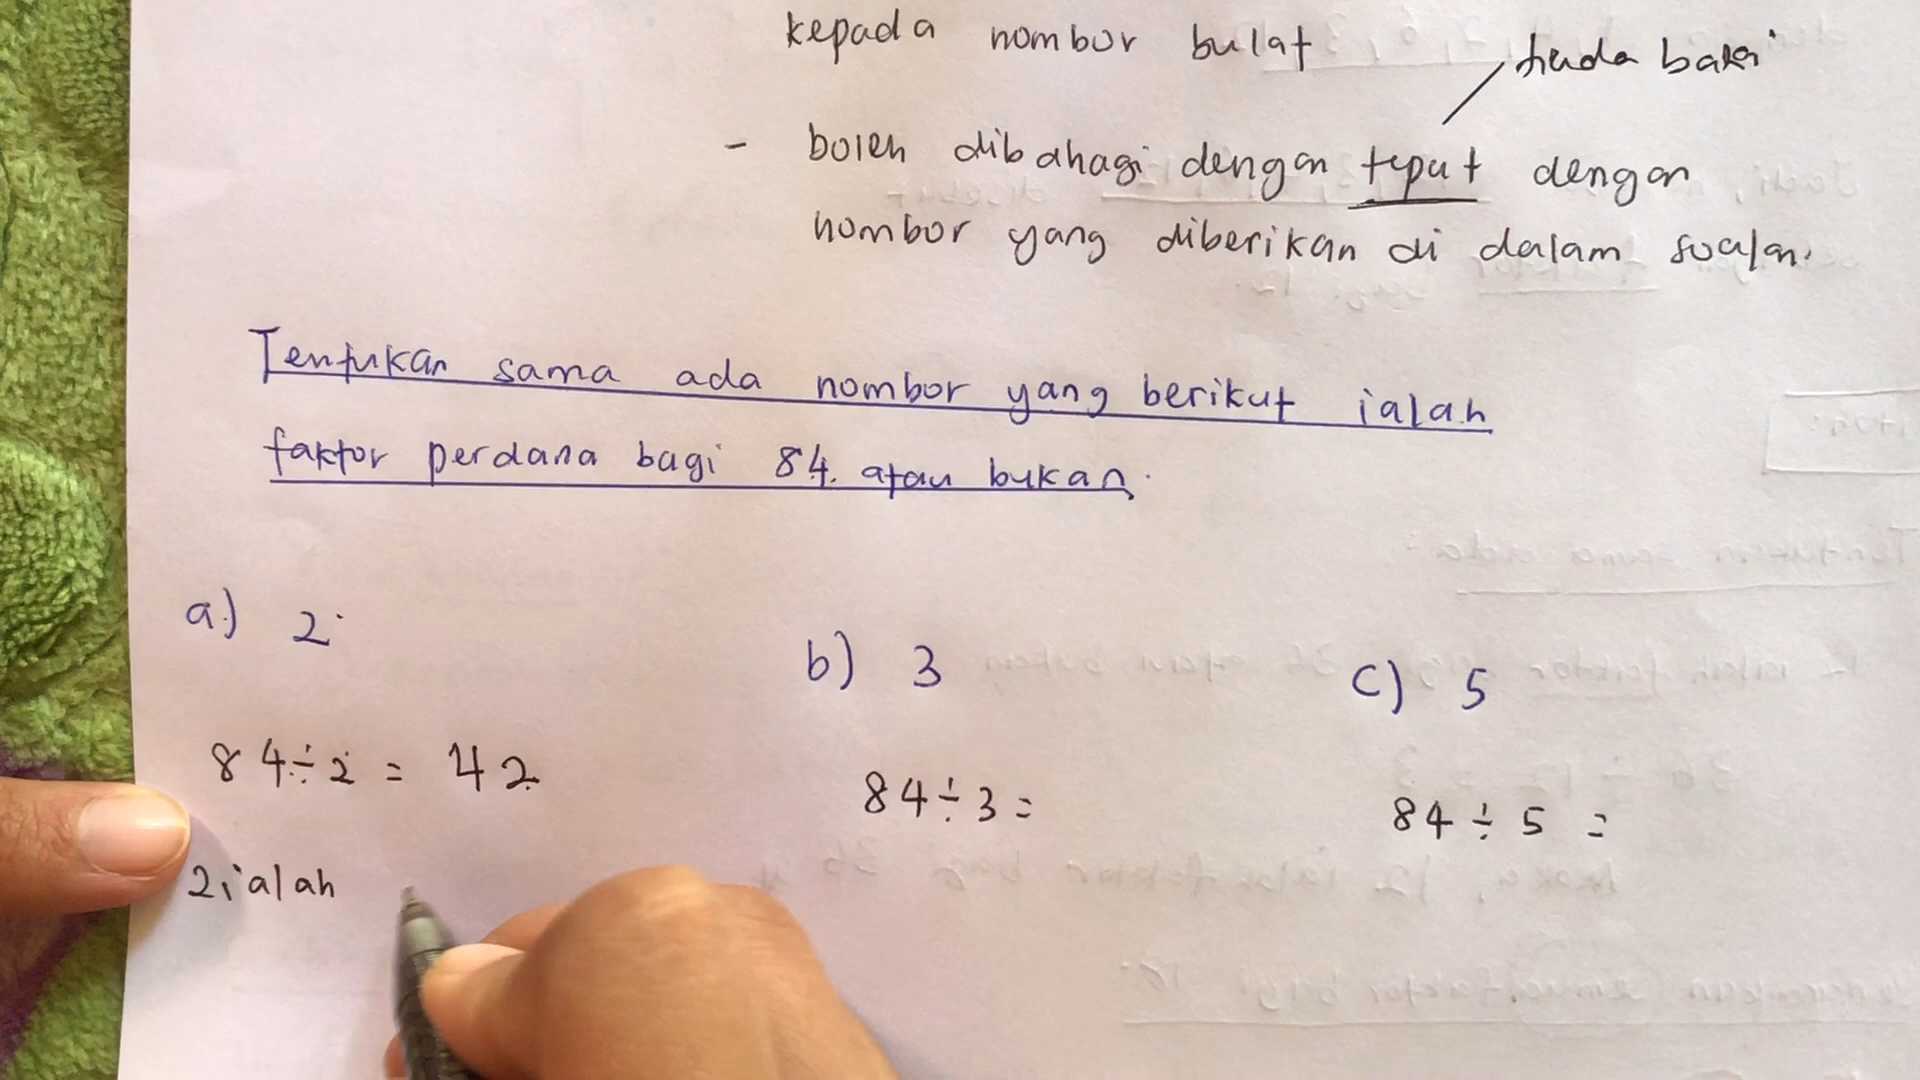 kepada nombor bulat
tiada baki
- boleh dibahagi dengan teput dengan
nombor yang diberikan di dalam soalan.
Tentukan sama ada nombor yang berikut ialah
faktor perdana bagi 84. atau bukan.
a) 2
b) 3
c) 5
84÷2 = 42
84÷3 =
84÷5 =
2 ialah